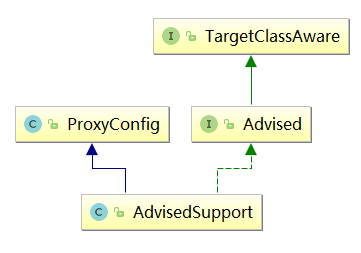 I TargetClassAware
C ProxyConfig
I Advised
C AdvisedSupport